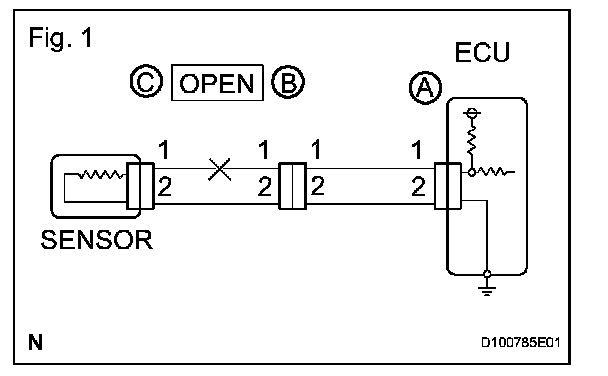 Fig. 1
ECU
C OPEN B A
1 1 1 1
2 2 2 2
SENSOR
N D100785E01